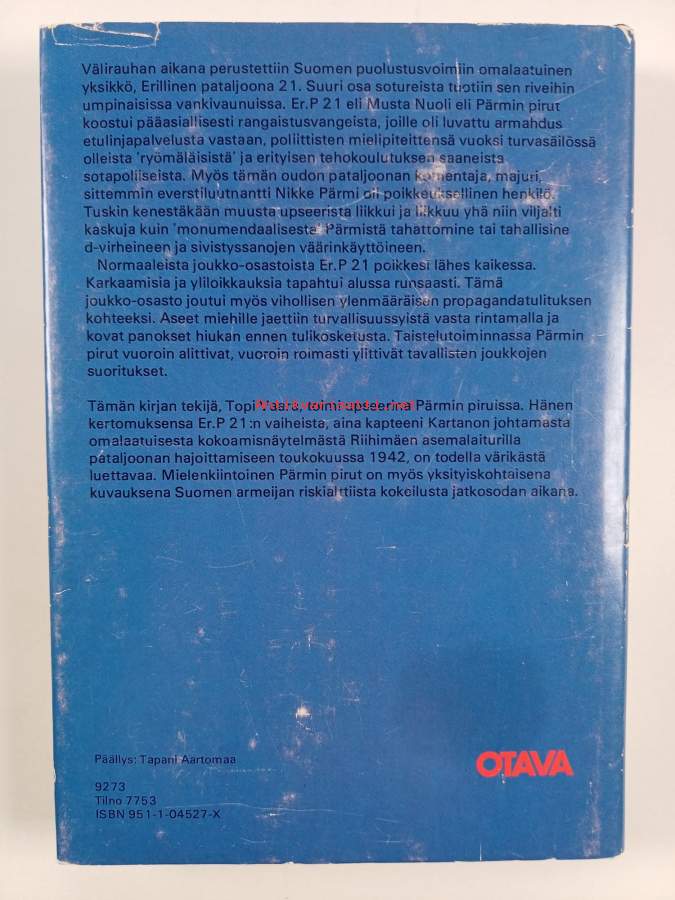 Välirauhan aikana perustettiin Suomen puolustusvoimiin omalaatuinen
yksikkö, Erillinen pataljoona 21. Suuri osa sotureista tuotiin sen riveihin
umpinaisissa vankivaunuissa. Er.P 21 eli Musta Nuoli eli Pärmin pirut
koostui pääasiallisesti rangaistusvangeista, joille oli luvattu armahdus
etulinjapalvelusta vastaan, poliittisten mielipiteittensä vuoksi turvasäilössä
olleista 'ryömäläisistä' ja erityisen tehokoulutuksen saaneista
sotapoliiseista. Myös tämän oudon pataljoonan komentaja, majuri,
sittemmin everstiluutnantti Nikke Pärmi oli poikkeuksellinen henkilö.
Tuskin kenestäkään muusta upseerista liikkui ja liikkuu yhä niin viljalti
kaskuja kuin 'monumendaalisesta' Pärmistä tahattomine tai tahallisine
d-virheineen ja sivistyssanojen väärinkäyttöineen.
Normaaleista joukko-osastoista Er.P 21 poikkesi lähes kaikessa.
Karkaamisia ja yliloikkauksia tapahtui alussa runsaasti. Tämä
joukko-osasto joutui myös vihollisen ylenmääräisen propagandatulituksen
kohteeksi. Aseet miehille jaettiin turvallisuussyistä vasta rintamalla ja
kovat panokset hiukan ennen tulikosketusta. Taistelutoiminnassa Pärmin
pirut vuoroin alittivat, vuoroin roimasti ylittivät tavallisten joukkojen
suoritukset.
Tämän kirjan tekijä, Topi Vaara, toimi upseerina Pärmin piruissa. Hänen
kertomuksensa Er.P 21:n vaiheista, aina kapteeni Kartanon johtamasta
omalaatuisesta kokoamisnäytelmästä Riihimäen asemalaiturilla
pataljoonan hajoittamiseen toukokuussa 1942, on todella värikästä
luettavaa. Mielenkiintoinen Pärmin pirut on myös yksityiskohtaisena
kuvauksena Suomen armeijan riskialttiista kokeilusta jatkosodan aikana.
Päällys: Tapani Aartomaa
OTAVA
9273
Tilno 7753
ISBN 951-1-04527-X